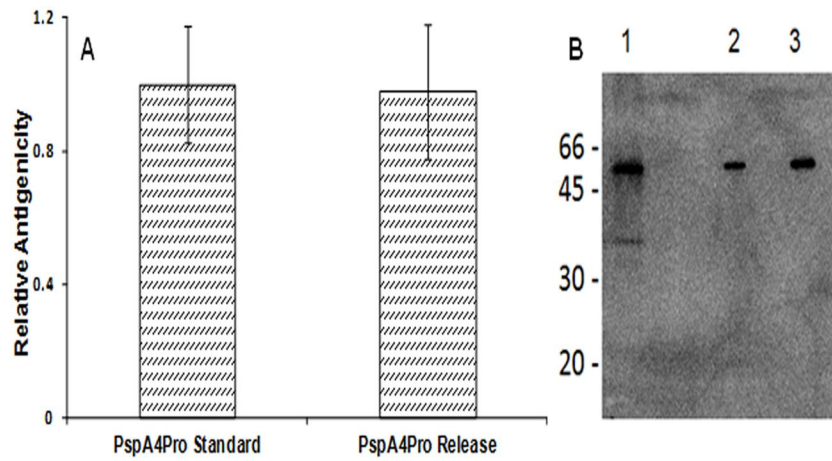 A
Relative Antigenicity
1.2
0.8
0.4
0
PspA4Pro Standard
PspA4Pro Release
B
1 2 3
66 -
45 -
30 -
20 -